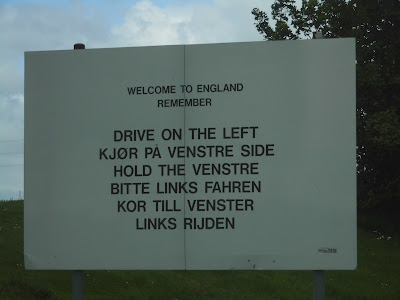 WELCOME TO ENGLAND
REMEMBER
DRIVE ON THE LEFT
KJØR PÅ VENSTRE SIDE
HOLD THE VENSTRE
BITTE LINKS FAHREN
KOR TILL VENSTER
LINKS RIJDEN